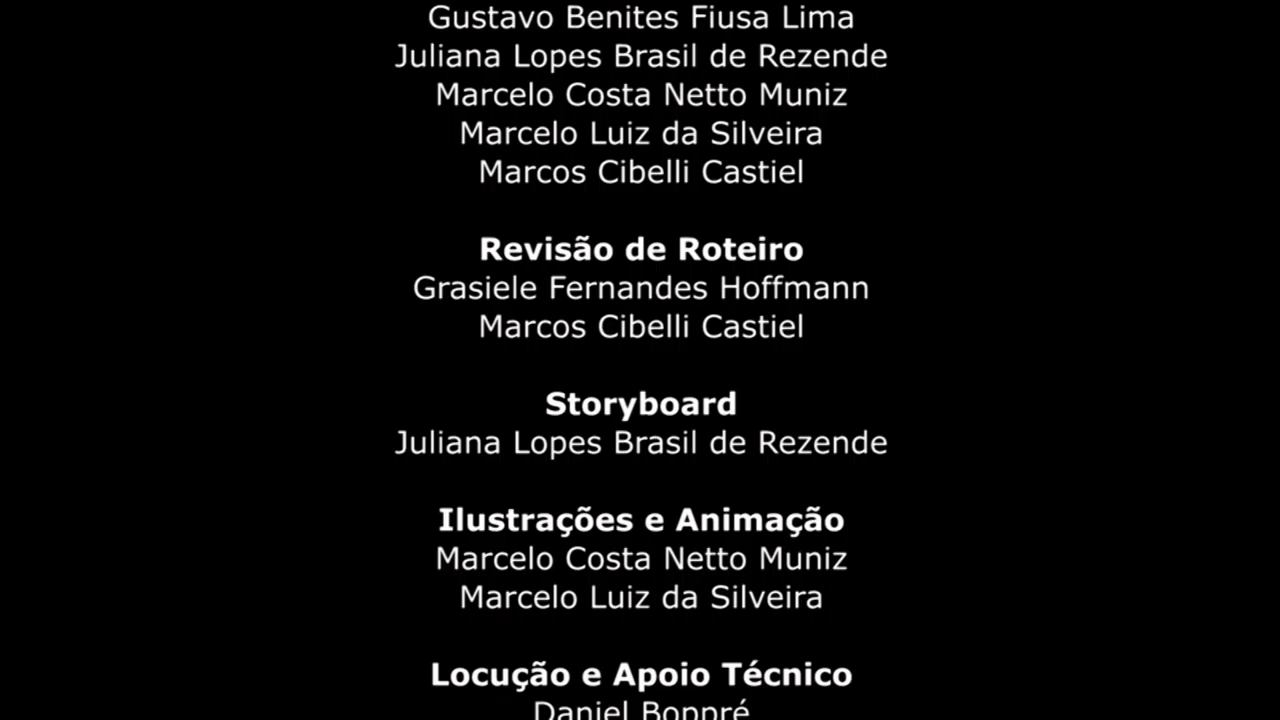 Gustavo Benites Fiusa Lima
Juliana Lopes Brasil de Rezende
Marcelo Costa Netto Muniz
Marcelo Luiz da Silveira
Marcos Cibelli Castiel
Revisão de Roteiro
Grasiele Fernandes Hoffmann
Marcos Cibelli Castiel
Storyboard
Juliana Lopes Brasil de Rezende
Ilustrações e Animação
Marcelo Costa Netto Muniz
Marcelo Luiz da Silveira
Locução e Apoio Técnico
Daniel Boppré